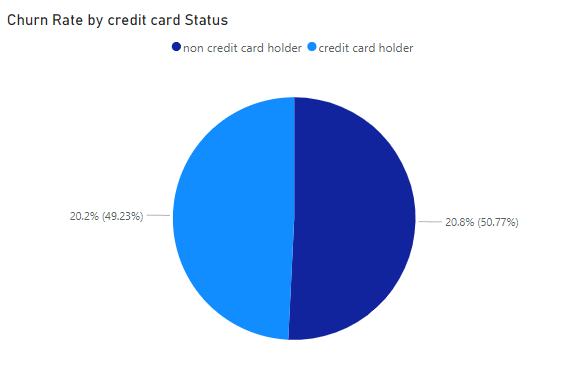 Churn Rate by credit card Status
non credit card holder credit card holder
20.2% (49.23%)
20.8% (50.77%)